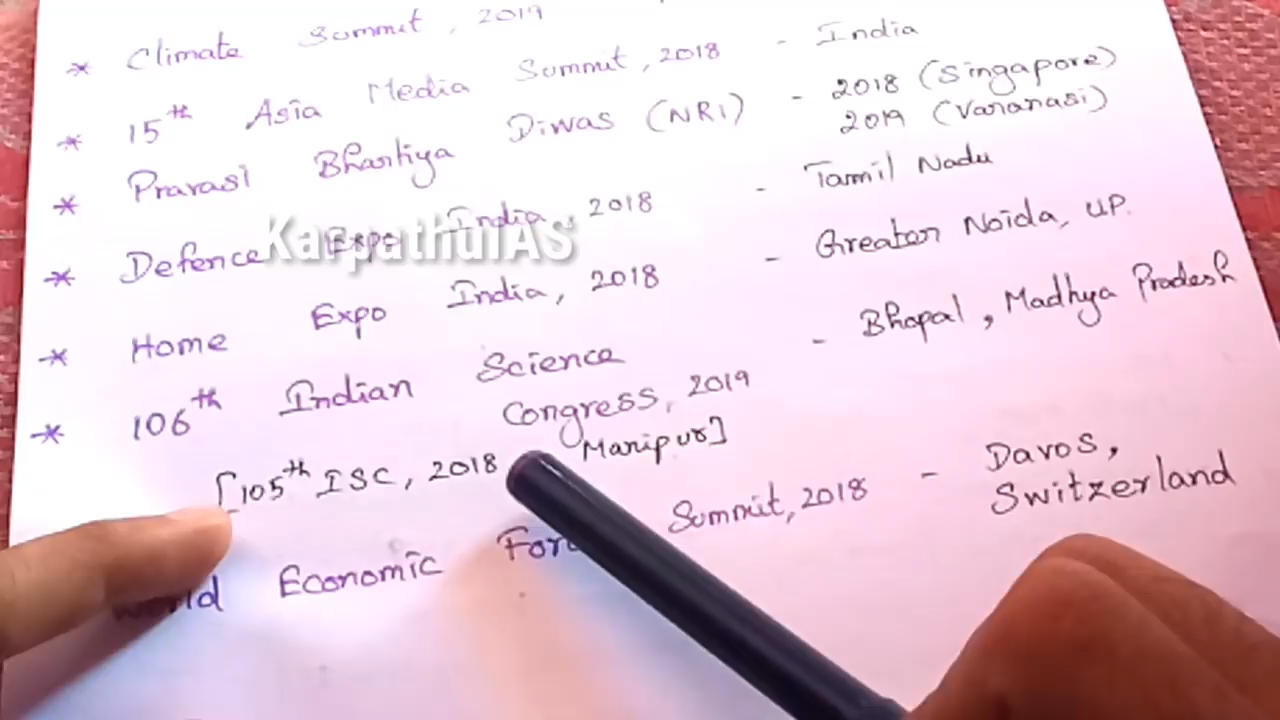 * Climate Summit, 2019
* 15th Asia Media Summit, 2018 - India
* Pravasi Bhartiya Diwas (NRI) - 2018 (Singapore)
2019 (Varanasi)
* Defence Expo India, 2018 - Tamil Nadu
KarpathuIAS
* Home Expo India, 2018 - Greater Noida, UP.
* 106th Indian Science Congress, 2019 - Bhopal, Madhya Pradesh
[105th ISC, 2018 Manipur]
World Economic Summit, 2018 - Davos, Switzerland